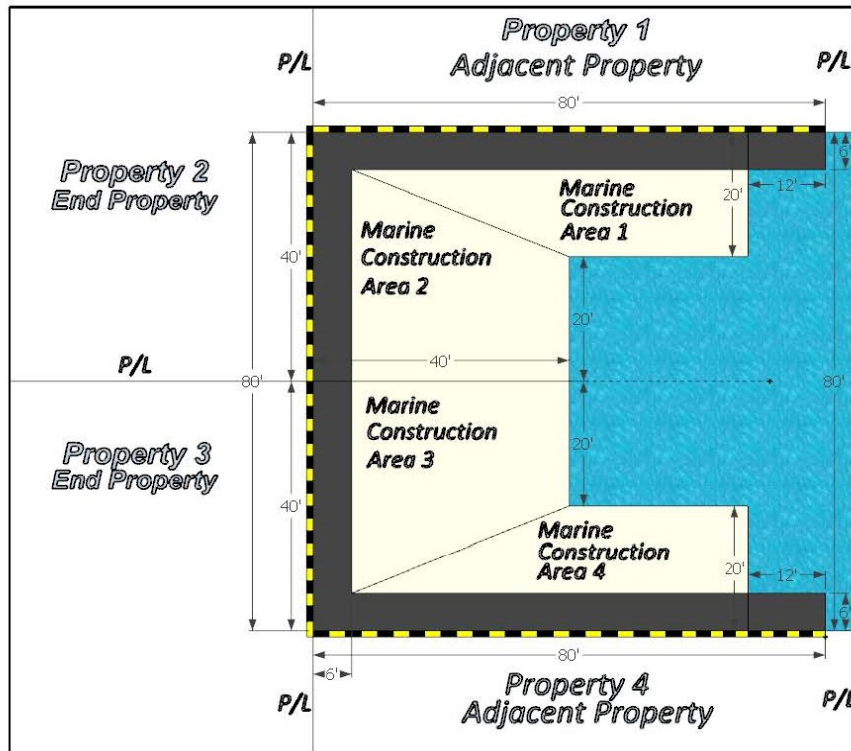 Property 1
P/L
P/L
Adjacent Property
80'
Property 2
End Property
6'
12'
20'
Marine
Construction
Area 1
Marine
Construction
Area 2
40'
20'
40'
P/L
80'
80'
Marine
Construction
Area 3
20'
Property 3
End Property
40'
Marine
Construction
Area 4
20'
12'
6'
80'
6'
Property 4
Adjacent Property
P/L
P/L